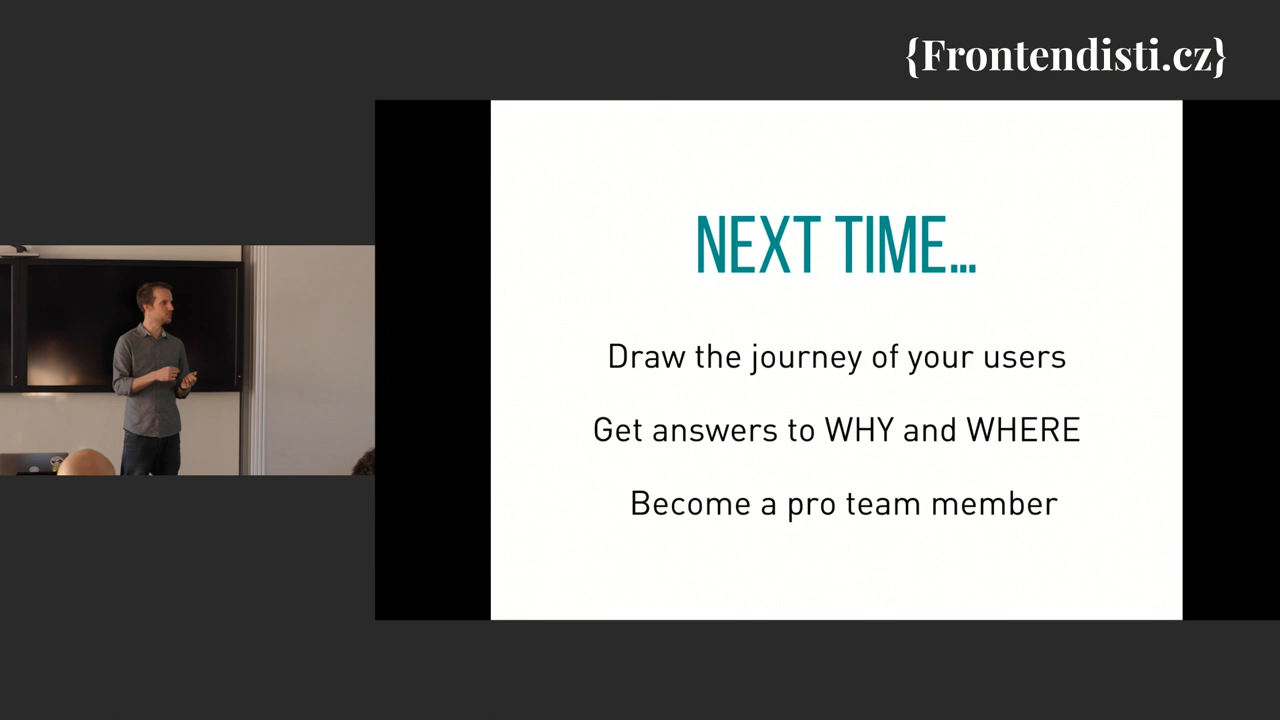 {Frontendisti.cz}
NEXT TIME...
Draw the journey of your users
Get answers to WHY and WHERE
Become a pro team member